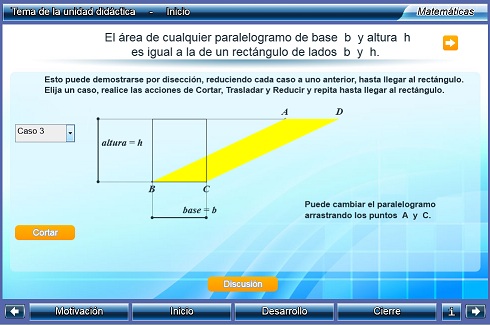 Tema de la unidad didáctica - Inicio
Matemáticas
El área de cualquier paralelogramo de base b y altura h
es igual a la de un rectángulo de lados b y h.
Esto puede demostrarse por disección, reduciendo cada caso a uno anterior, hasta llegar al rectángulo.
Elija un caso, realice las acciones de Cortar, Trasladar y Reducir y repita hasta llegar al rectángulo.
A D
Caso 3
altura = h
B C
Puede cambiar el paralelogramo
base = b
arrastrando los puntos A y C.
Cortar
Discusión
Motivación Inicio Desarrollo Cierre i